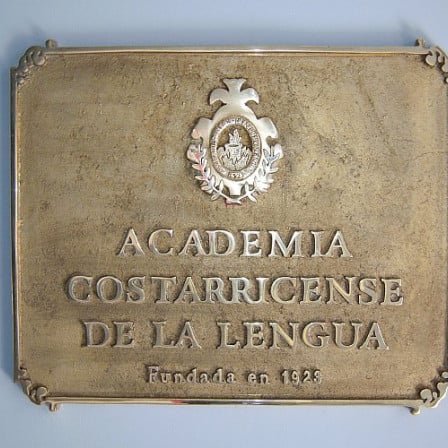 ACADEMIA
COSTARRICENSE
DE LA LENGUA
Fundada en 1923